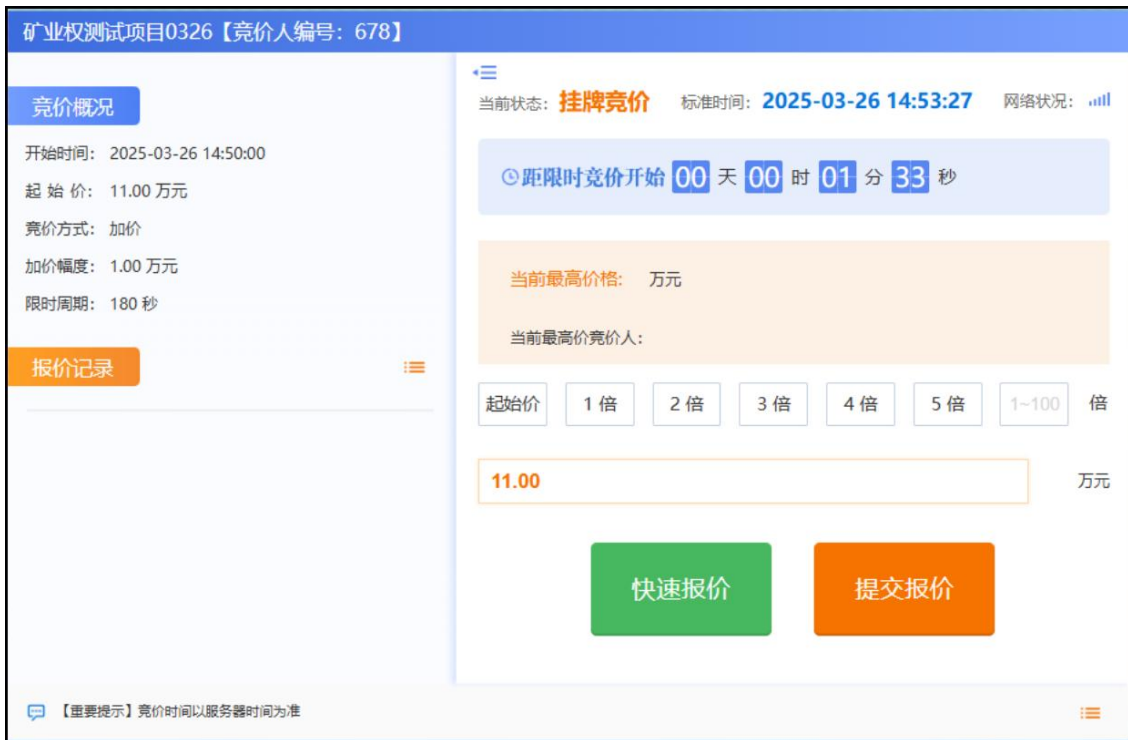 矿业权测试项目0326【竞价人编号：678】
竞价概况
开始时间： 2025-03-26 14:50:00
起 始 价： 11.00 万元
竞价方式： 加价
加价幅度： 1.00 万元
限时周期： 180 秒
报价记录
当前状态： 挂牌竞价 标准时间： 2025-03-26 14:53:27 网络状况：
距限时竞价开始 00 天 00 时 01 分 33 秒
当前最高价格: 万元
当前最高价竞价人：
起始价 1 倍 2 倍 3 倍 4 倍 5 倍 1~100 倍
11.00 万元
快速报价 提交报价
【重要提示】竞价时间以服务器时间为准